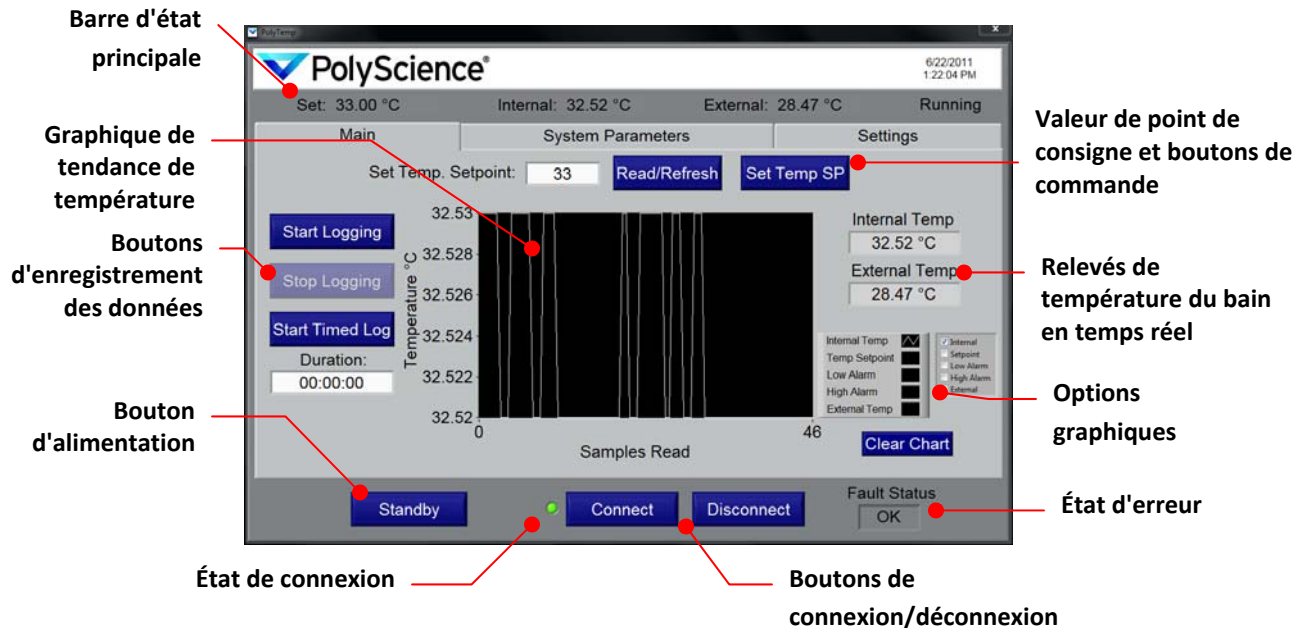 Barre d'état
principale
Graphique de
tendance de
température
Boutons
d'enregistrement
des données
Bouton
d'alimentation
PolyTemp
x
PolyScience®
6/22/2011
1:22:04 PM
Set: 33.00 °C Internal: 32.52 °C External: 28.47 °C Running
Main System Parameters Settings
Set Temp. Setpoint: 33 Read/Refresh Set Temp SP
Start Logging
Stop Logging
Start Timed Log
Duration:
00:00:00
Temperature °C
32.53
32.528
32.526
32.524
32.522
32.52
0 46
Samples Read
Internal Temp
32.52 °C
External Temp
28.47 °C
Internal Temp
Temp Setpoint
Low Alarm
High Alarm
External Temp
Internal
Setpoint
Low Alarm
High Alarm
External
Clear Chart
Standby Connect Disconnect
Fault Status
OK
Valeur de point de
consigne et boutons de
commande
Relevés de
température du bain
en temps réel
Options
graphiques
État d'erreur
État de connexion
Boutons de
connexion/déconnexion